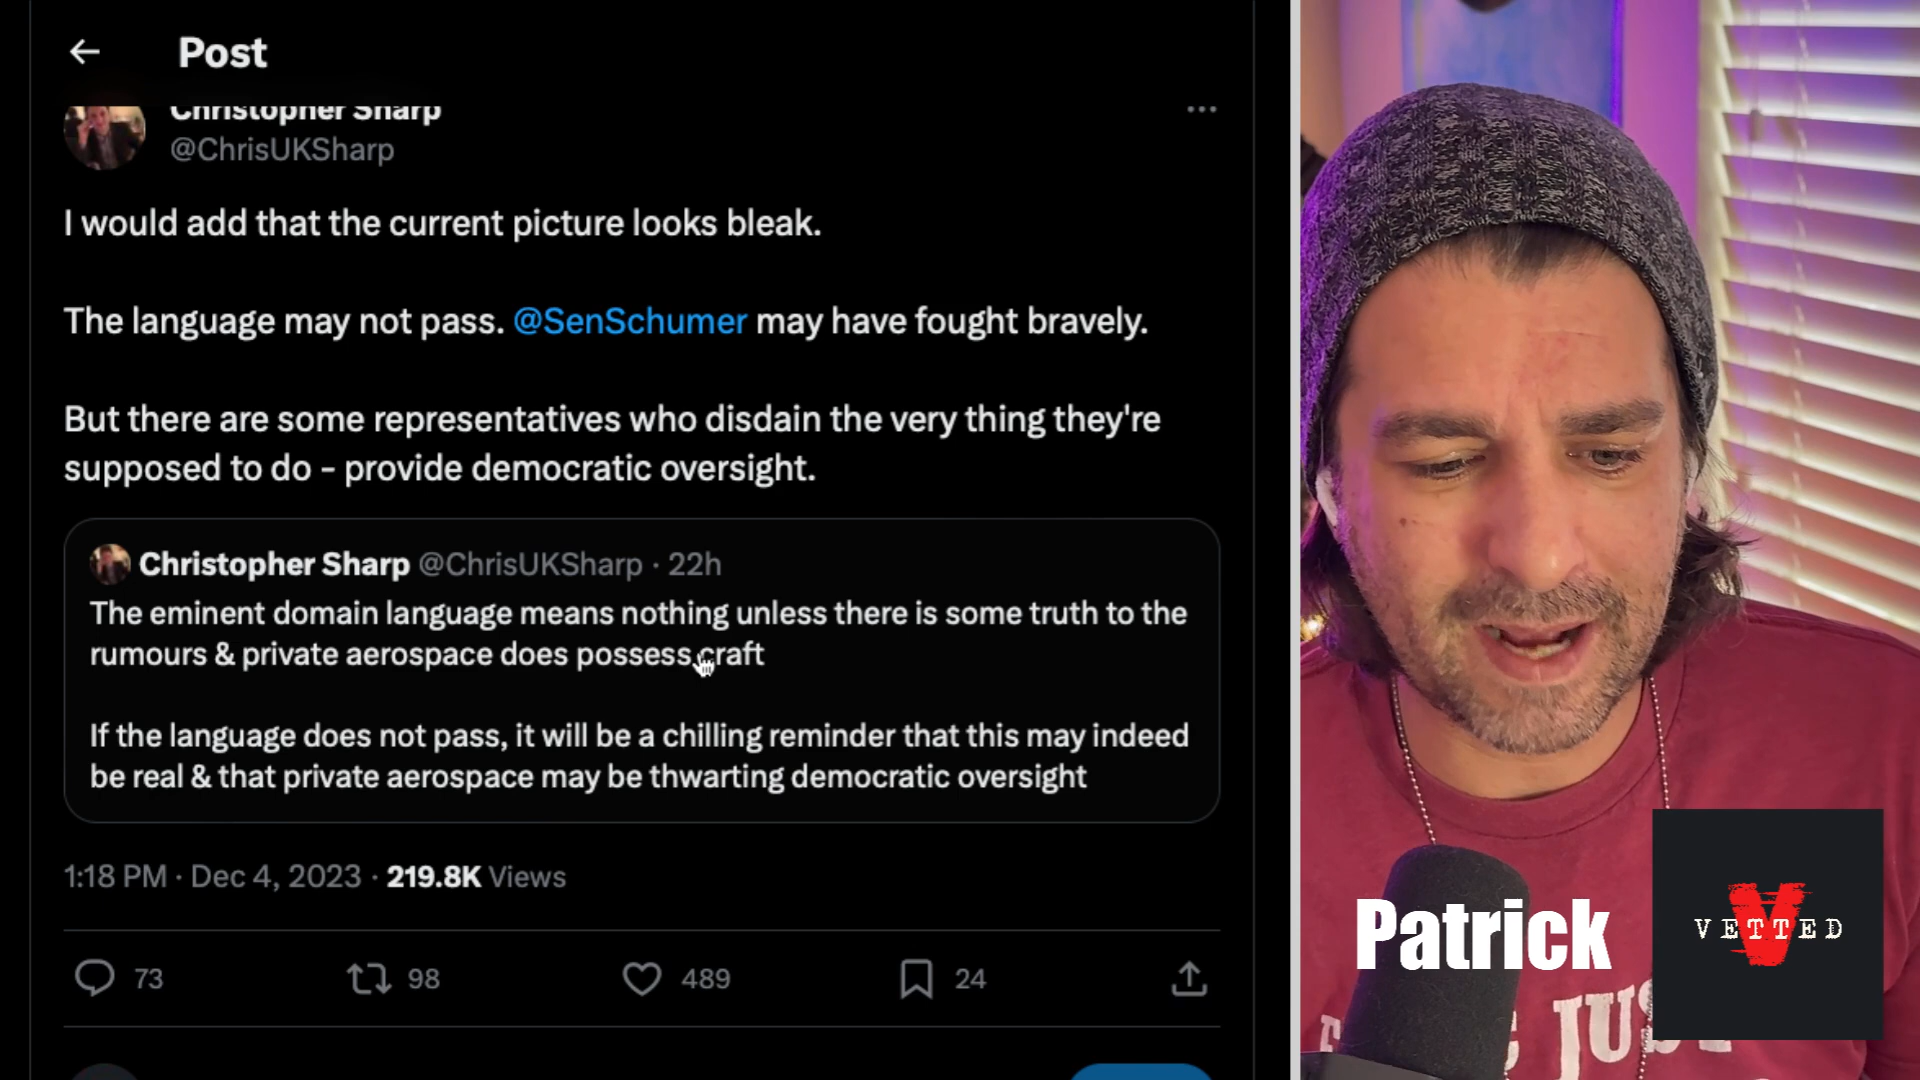 Post
Christopher Sharp
@ChrisUKSharp
I would add that the current picture looks bleak.
The language may not pass. @SenSchumer may have fought bravely.
But there are some representatives who disdain the very thing they're
supposed to do - provide democratic oversight.
Christopher Sharp @ChrisUKSharp · 22h
The eminent domain language means nothing unless there is some truth to the
rumours & private aerospace does possess craft
If the language does not pass, it will be a chilling reminder that this may indeed
be real & that private aerospace may be thwarting democratic oversight
1:18 PM · Dec 4, 2023 · 219.8K Views
73
98
489
24
Patrick
V
VETTED